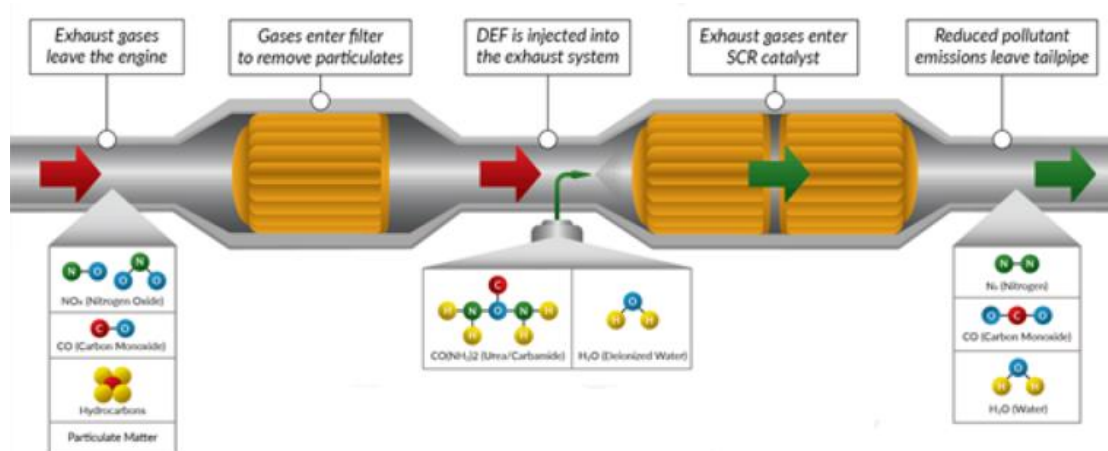 Exhaust gases
leave the engine
Gases enter filter
to remove particulates
DEF is injected into
the exhaust system
Exhaust gases enter
SCR catalyst
Reduced pollutant
emissions leave tailpipe
N O
N
O O
NOₓ (Nitrogen Oxide)
C O
CO (Carbon Monoxide)
Hydrocarbons
Particulate Matter
C
H N O N H
H H
CO(NH₂)2 (Urea/Carbamide)
O
H H
H₂O (Deionized Water)
N N
N₂ (Nitrogen)
O C O
CO (Carbon Monoxide)
O
H H
H₂O (Water)